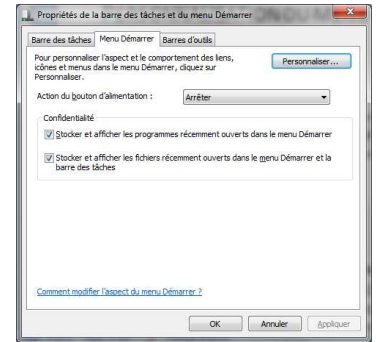 Propriétés de la barre des tâches et du menu Démarrer
Barre des tâches Menu Démarrer Barres d'outils
Pour personnaliser l'aspect et le comportement des liens,
icônes et menus dans le menu Démarrer, cliquez sur
Personnaliser.
Personnaliser...
Action du bouton d'alimentation :
Arrêter
Confidentialité
Stocker et afficher les programmes récemment ouverts dans le menu Démarrer
Stocker et afficher les fichiers récemment ouverts dans le menu Démarrer et la
barre des tâches
Comment modifier l'aspect du menu Démarrer ?
OK Annuler Appliquer